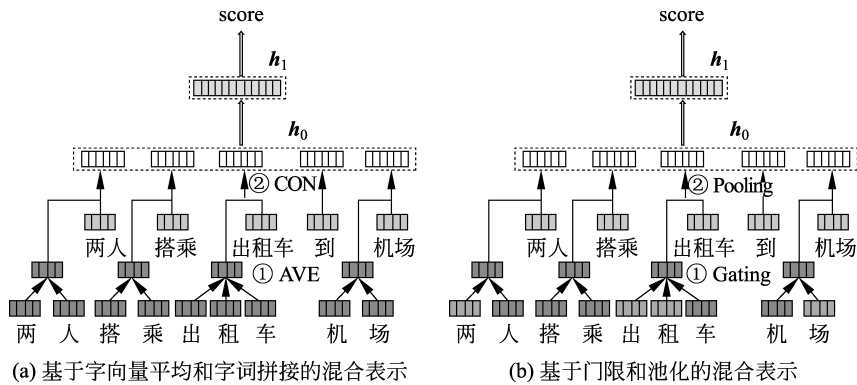 score
h1
h0
② CON
两人 搭乘 出租车 到 机场
① AVE
两 人 搭 乘 出 租 车 机 场
(a) 基于字向量平均和字词拼接的混合表示
score
h1
h0
② Pooling
两人 搭乘 出租车 到 机场
① Gating
两 人 搭 乘 出 租 车 机 场
(b) 基于门限和池化的混合表示